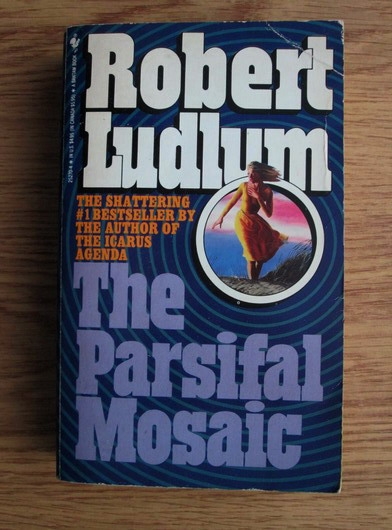 Robert
Ludlum
THE SHATTERING
#1 BESTSELLER BY
THE AUTHOR OF
THE ICARUS
AGENDA
The
Parsifal
Mosaic